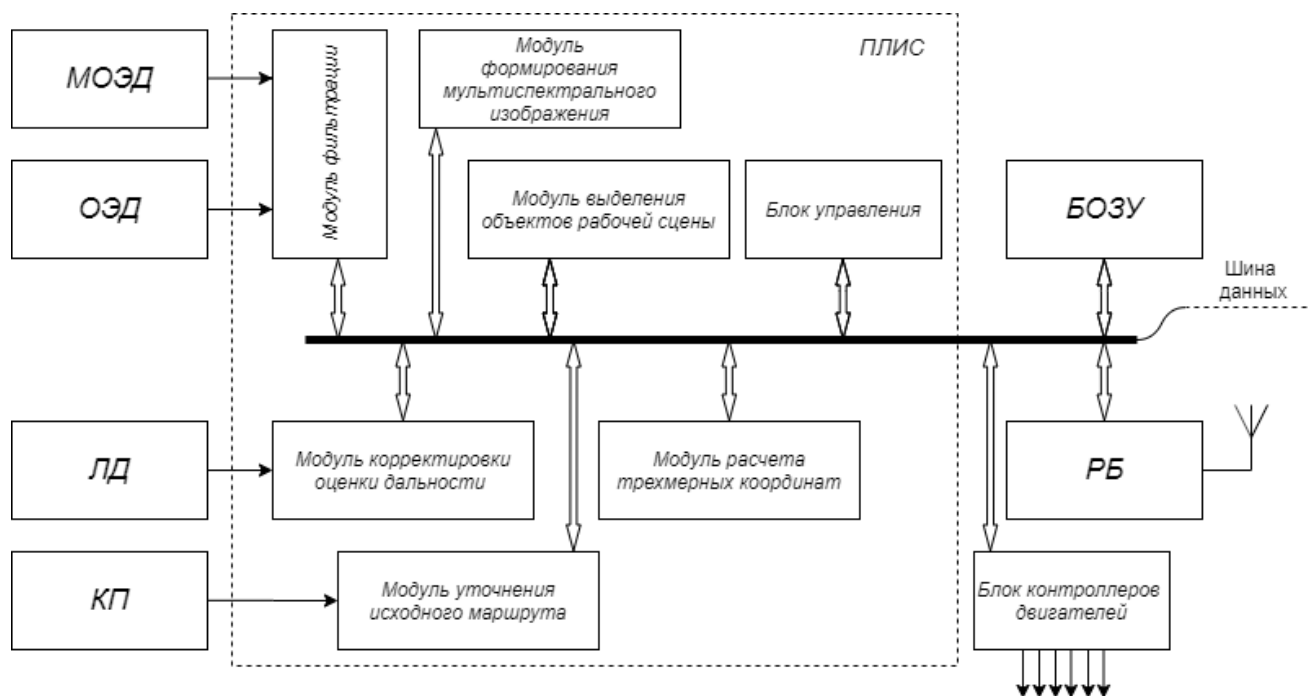 МОЭД
Модуль фильтрации
Модуль
формирования
мультиспектрального
изображения
ПЛИС
ОЭД
Модуль выделения
объектов рабочей сцены
Блок управления
БОЗУ
Шина
данных
ЛД
Модуль корректировки
оценки дальности
Модуль расчета
трехмерных координат
РБ
КП
Модуль уточнения
исходного маршрута
Блок контроллеров
двигателей